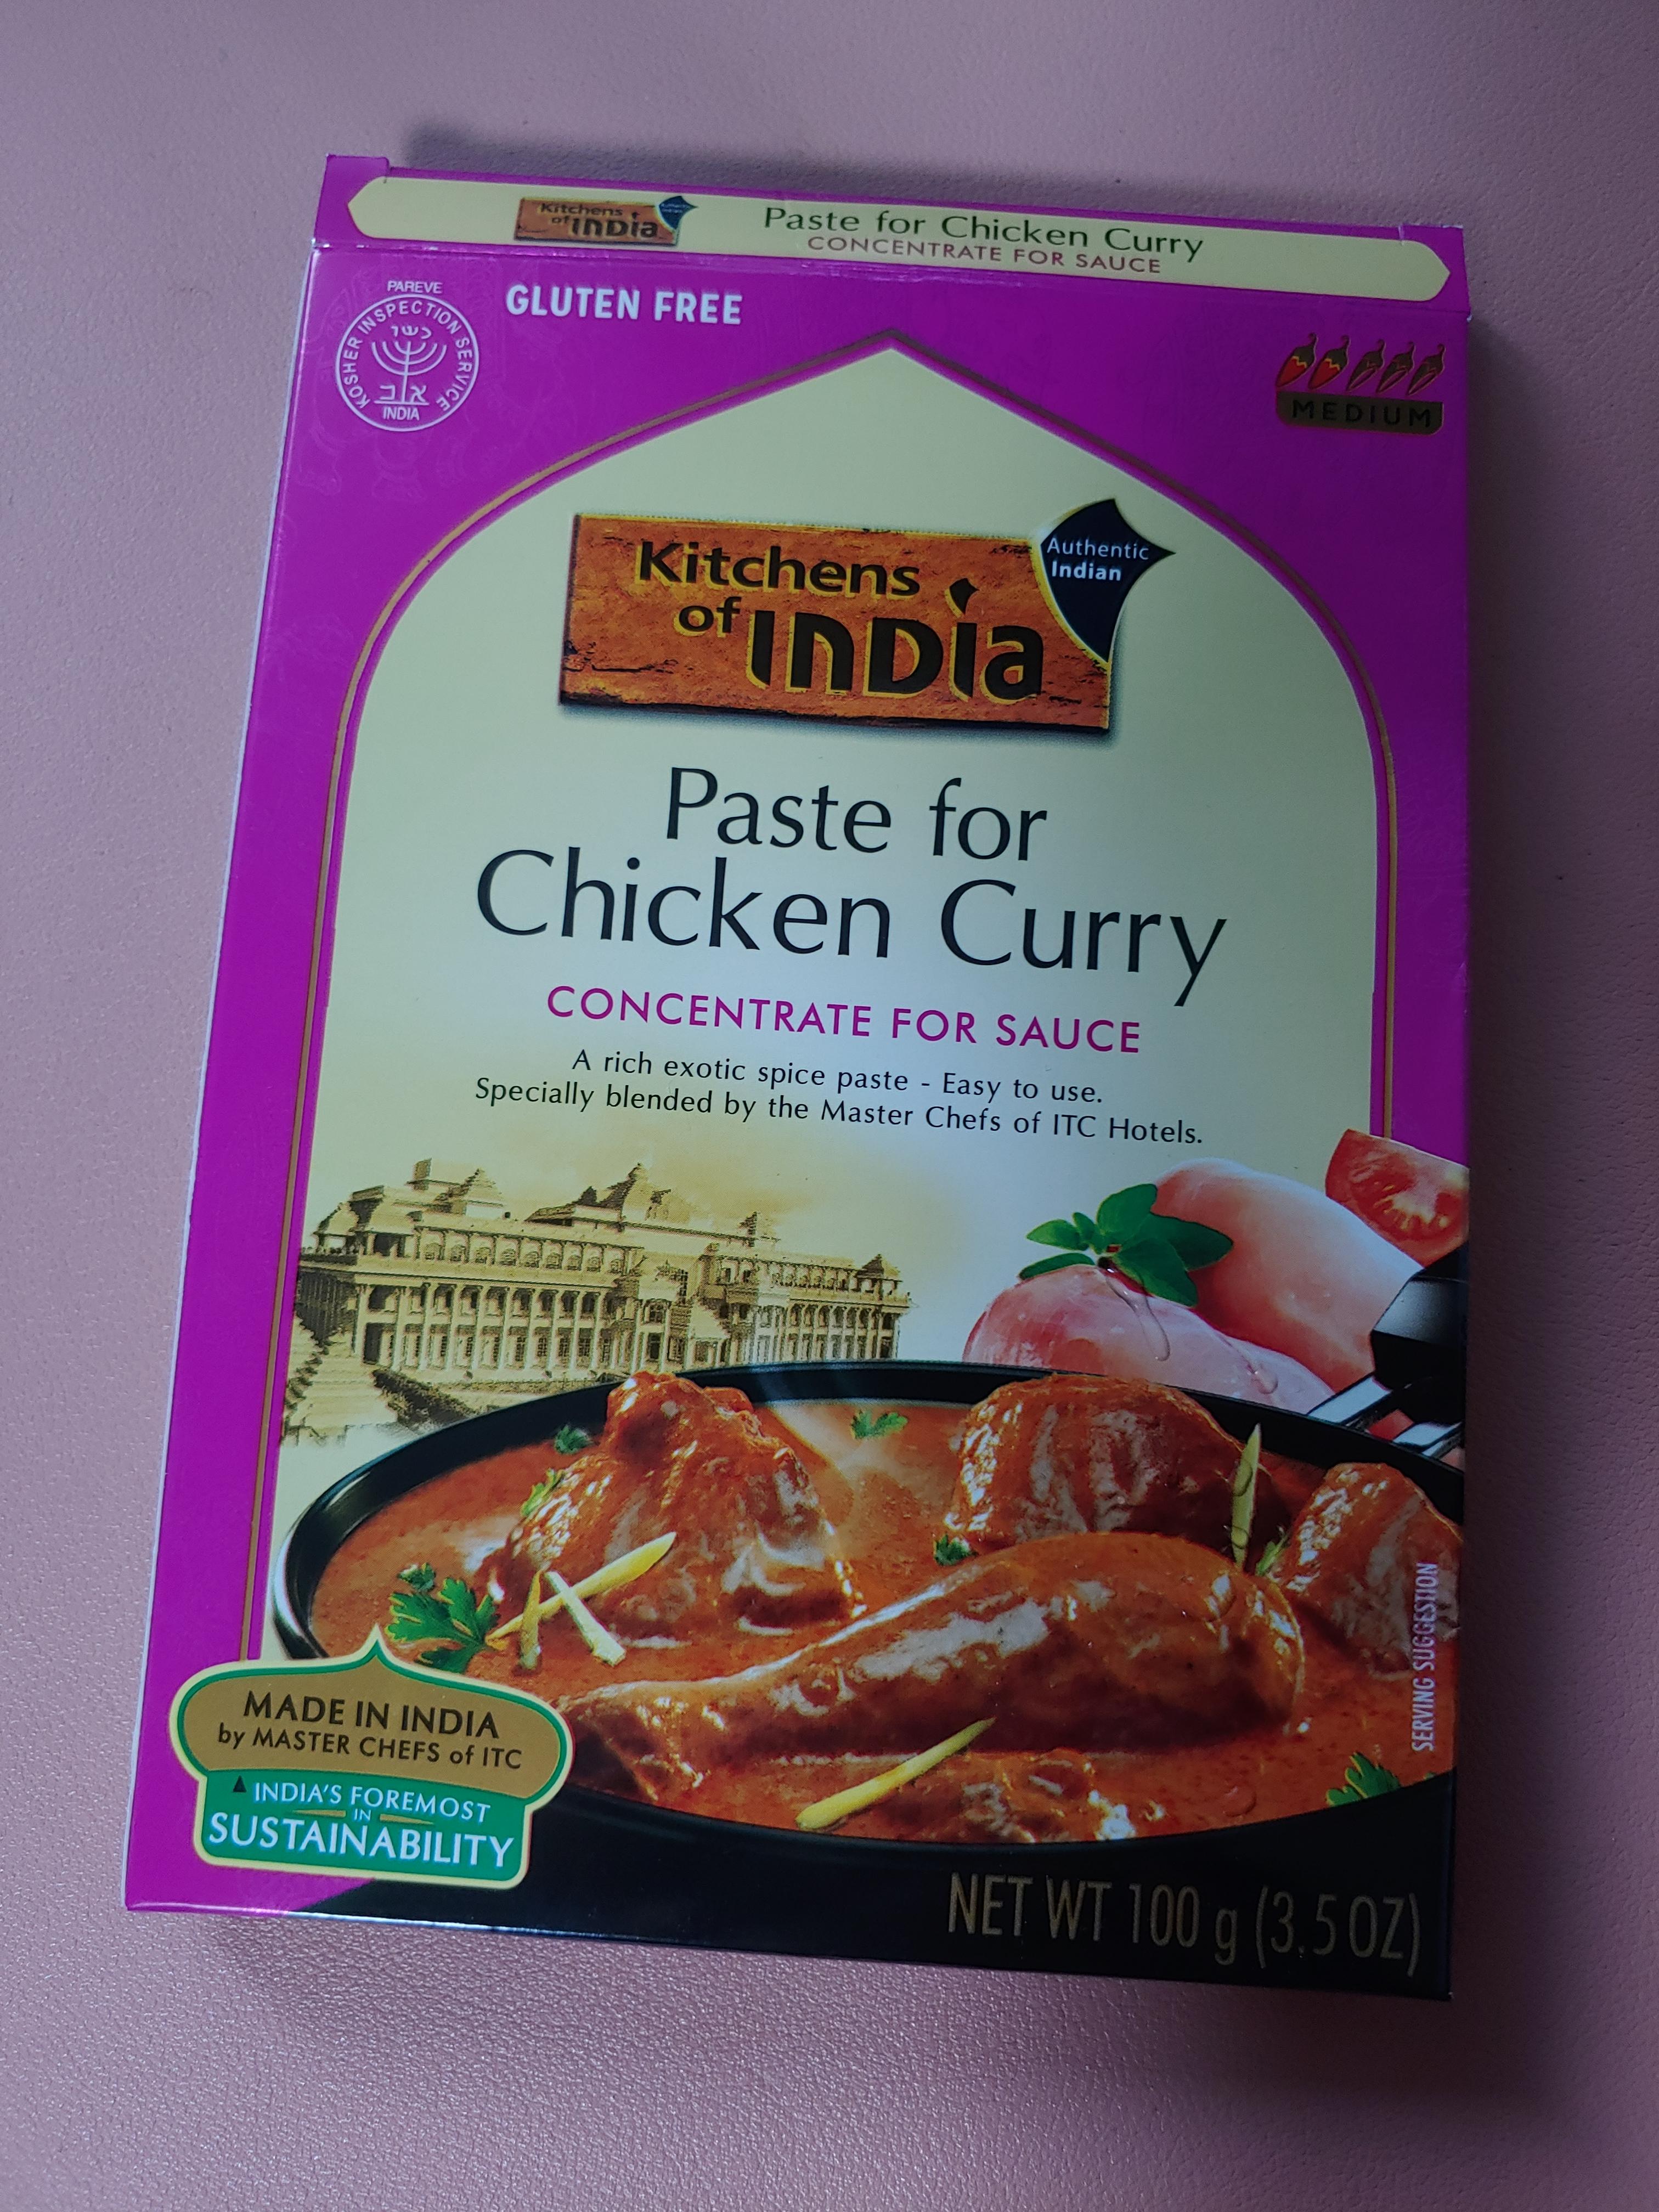 Kitchens
of INDIA
Paste for Chicken Curry
CONCENTRATE FOR SAUCE
PAREVE
KOSHER INSPECTION SERVICE
כשו
INDIA
GLUTEN FREE
MEDIUM
Kitchens
of INDIA
Authentic
Indian
Paste for
Chicken Curry
CONCENTRATE FOR SAUCE
A rich exotic spice paste - Easy to use.
Specially blended by the Master Chefs of ITC Hotels.
SERVING SUGGESTION
MADE IN INDIA
by MASTER CHEFS of ITC
INDIA'S FOREMOST
IN
SUSTAINABILITY
NET WT 100 g (3.5 OZ)